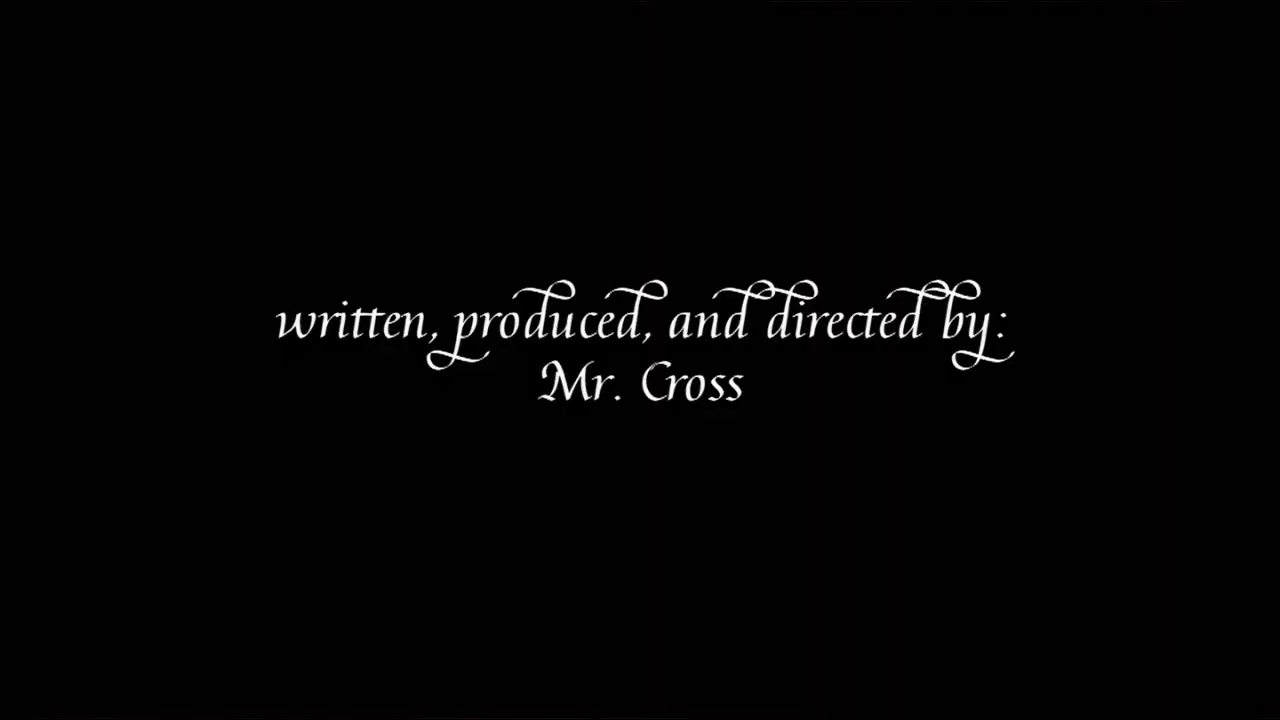 written, produced, and directed by:
Mr. Cross